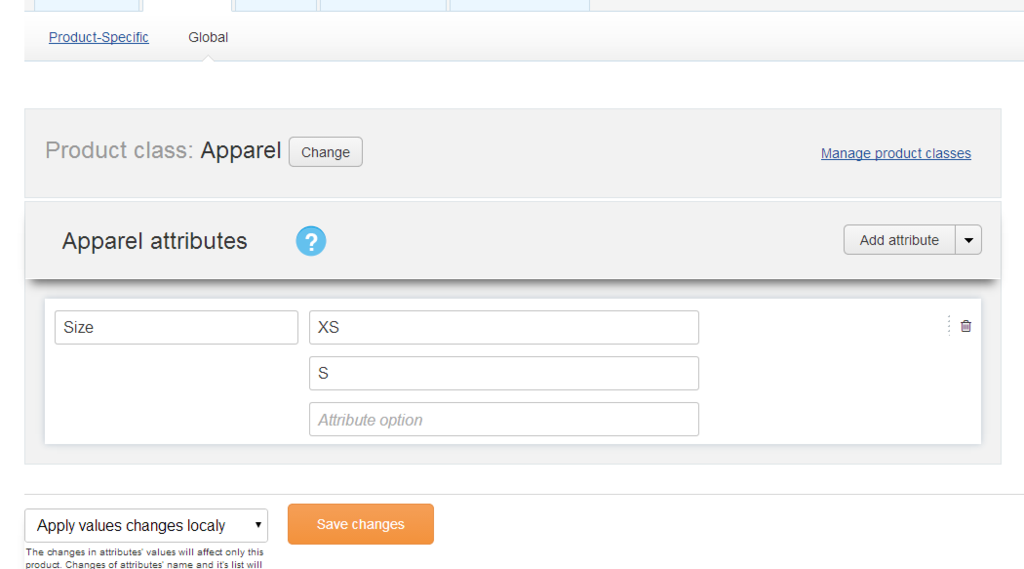 Product-Specific Global
Product class: Apparel Change Manage product classes
Apparel attributes ? Add attribute
Size XS
S
Attribute option
Apply values changes localy Save changes
The changes in attributes' values will affect only this
product. Changes of attributes' name and it's list will